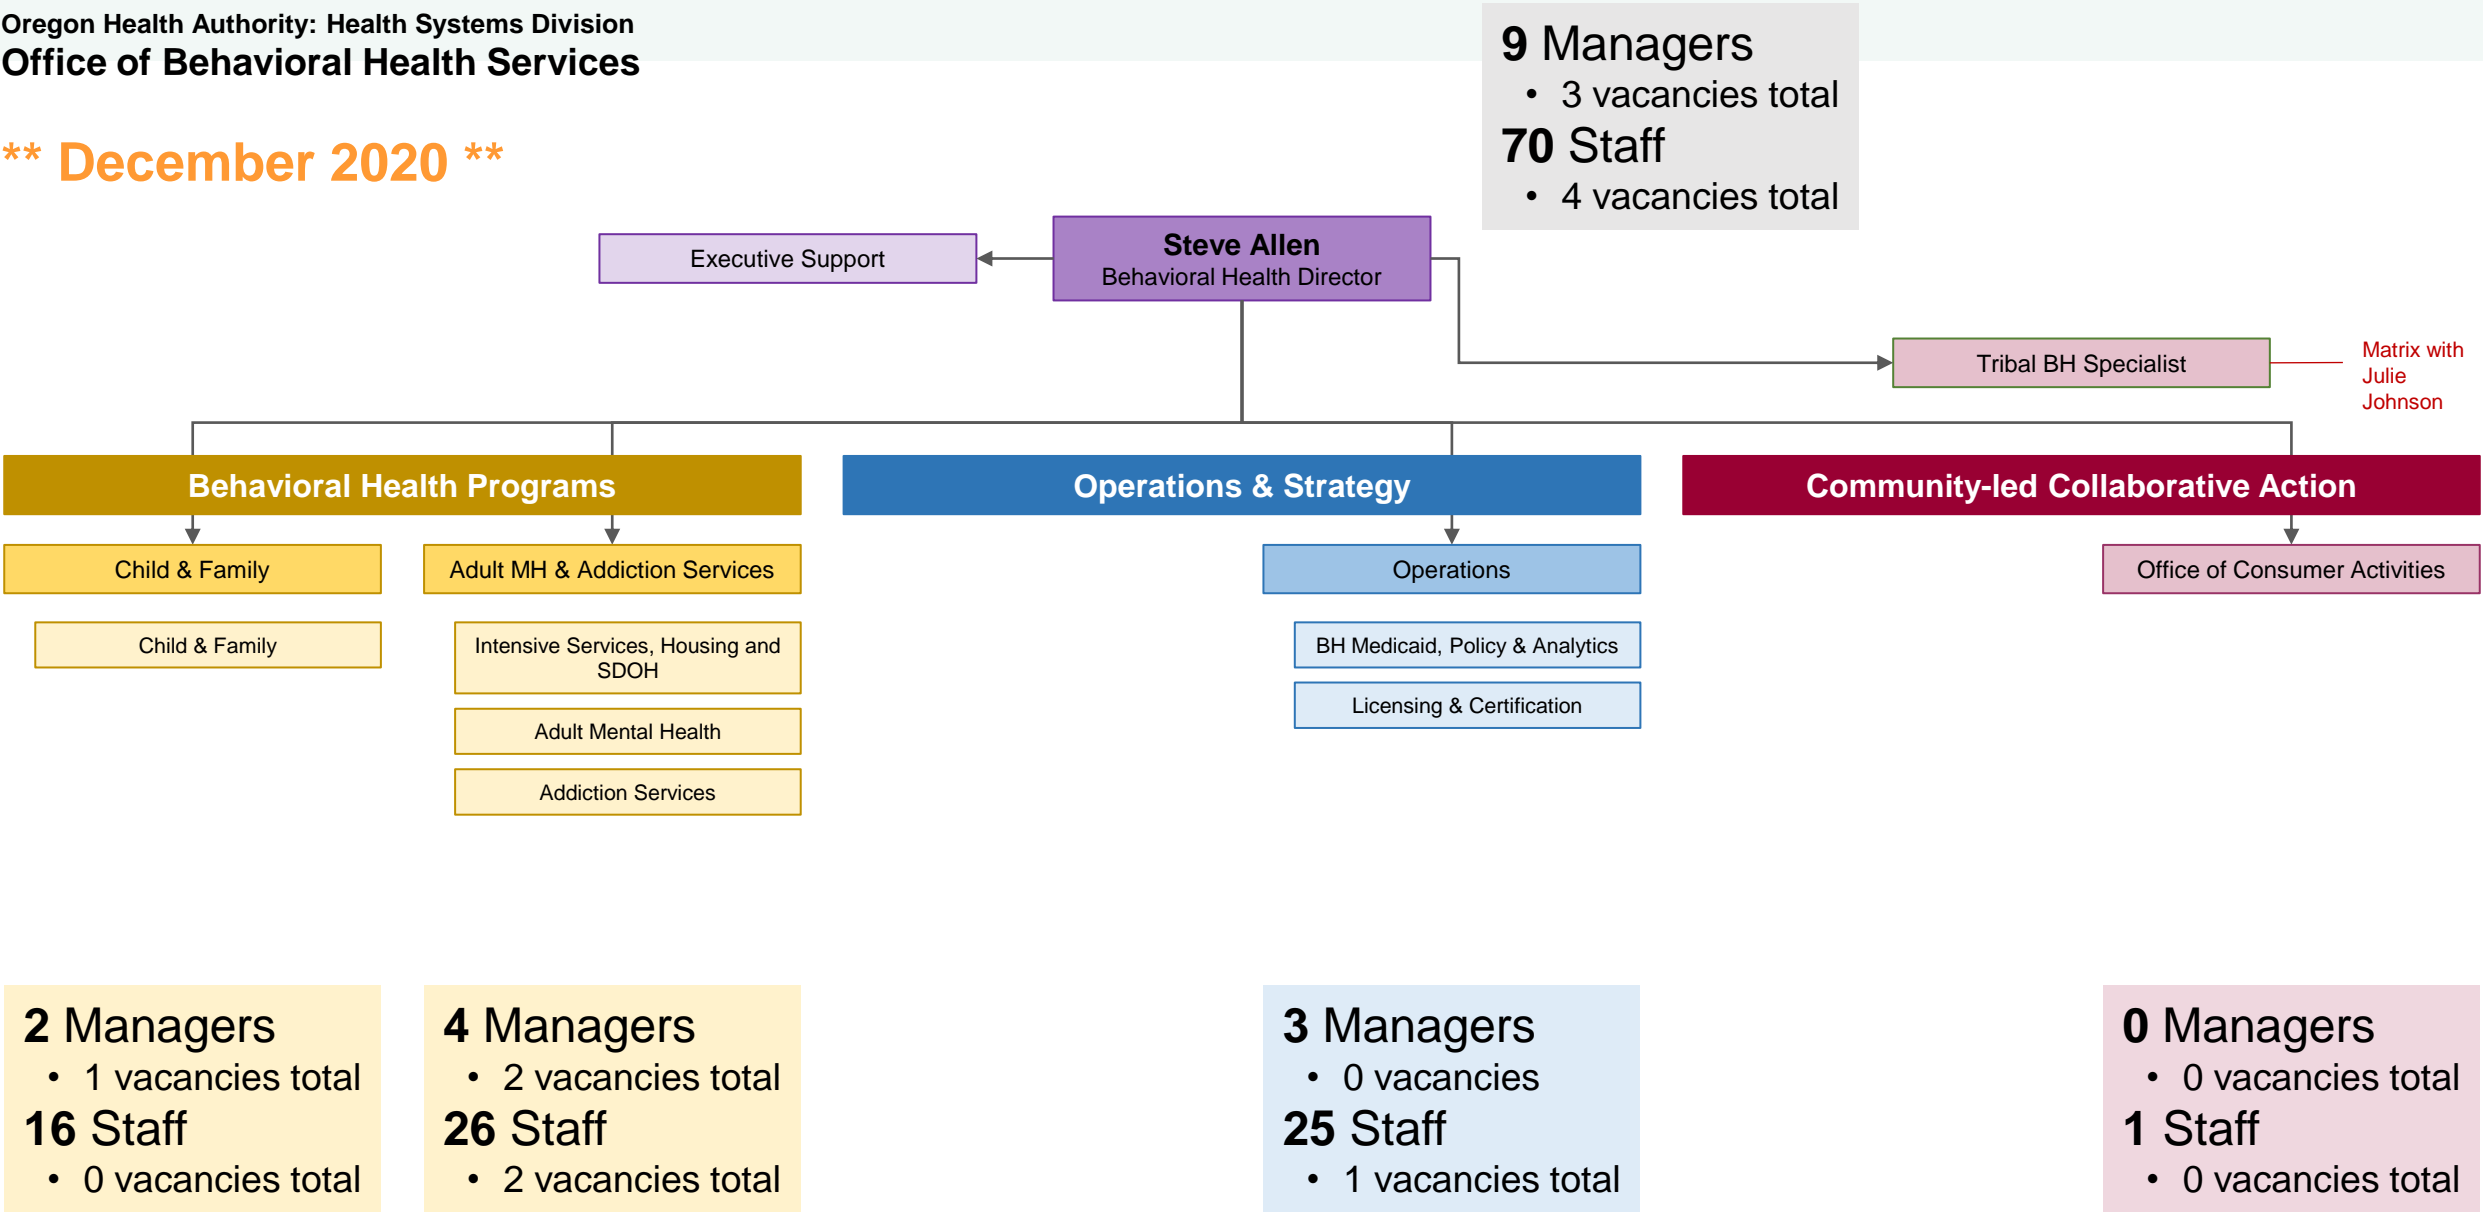 Oregon Health Authority: Health Systems Division
Office of Behavioral Health Services
** December 2020 **
9 Managers
• 3 vacancies total
70 Staff
• 4 vacancies total
Executive Support
Steve Allen
Behavioral Health Director
Tribal BH Specialist
Matrix with
Julie
Johnson
Behavioral Health Programs
Operations & Strategy
Community-led Collaborative Action
Child & Family
Adult MH & Addiction Services
Operations
Office of Consumer Activities
Child & Family
Intensive Services, Housing and
SDOH
Adult Mental Health
Addiction Services
BH Medicaid, Policy & Analytics
Licensing & Certification
2 Managers
• 1 vacancies total
16 Staff
• 0 vacancies total
4 Managers
• 2 vacancies total
26 Staff
• 2 vacancies total
3 Managers
• 0 vacancies
25 Staff
• 1 vacancies total
0 Managers
• 0 vacancies total
1 Staff
• 0 vacancies total